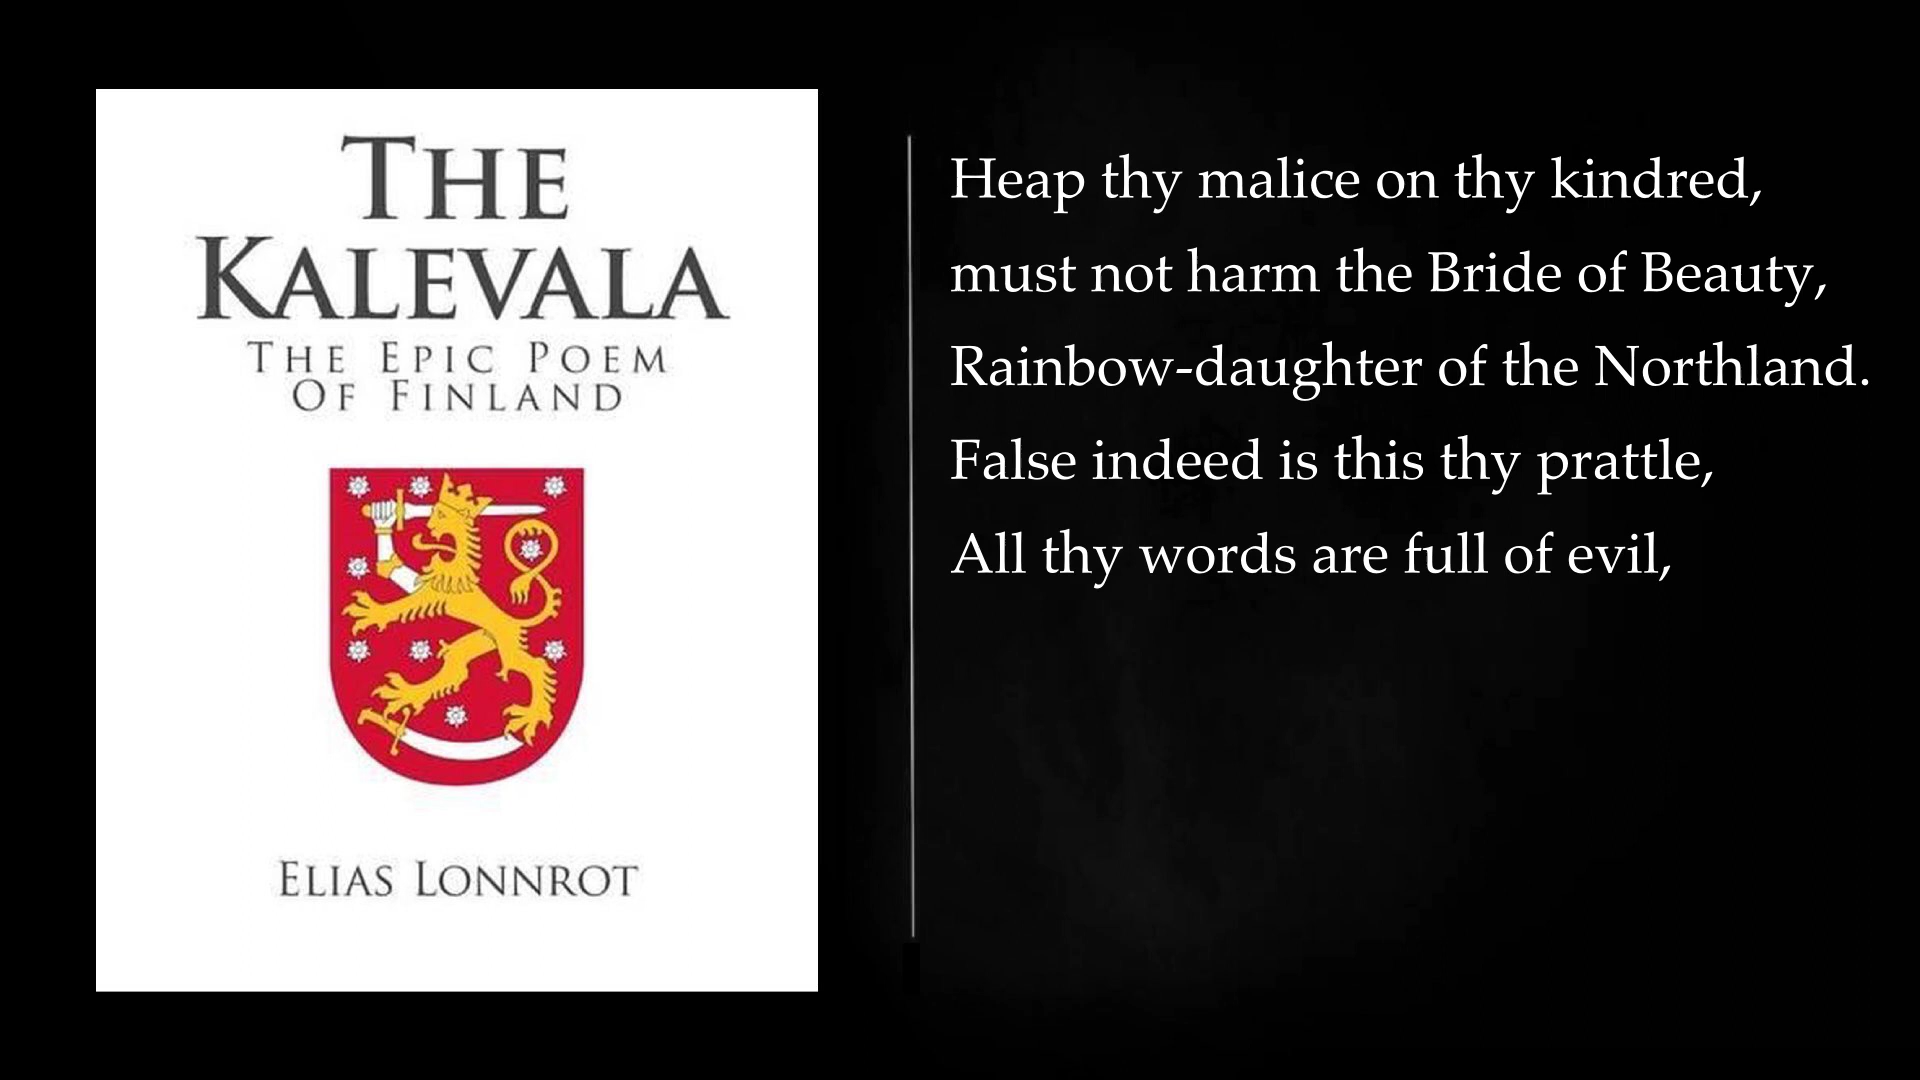 THE
KALEVALA
THE EPIC POEM
OF FINLAND
ELIAS LONNROT
Heap thy malice on thy kindred,
must not harm the Bride of Beauty,
Rainbow-daughter of the Northland.
False indeed is this thy prattle,
All thy words are full of evil,